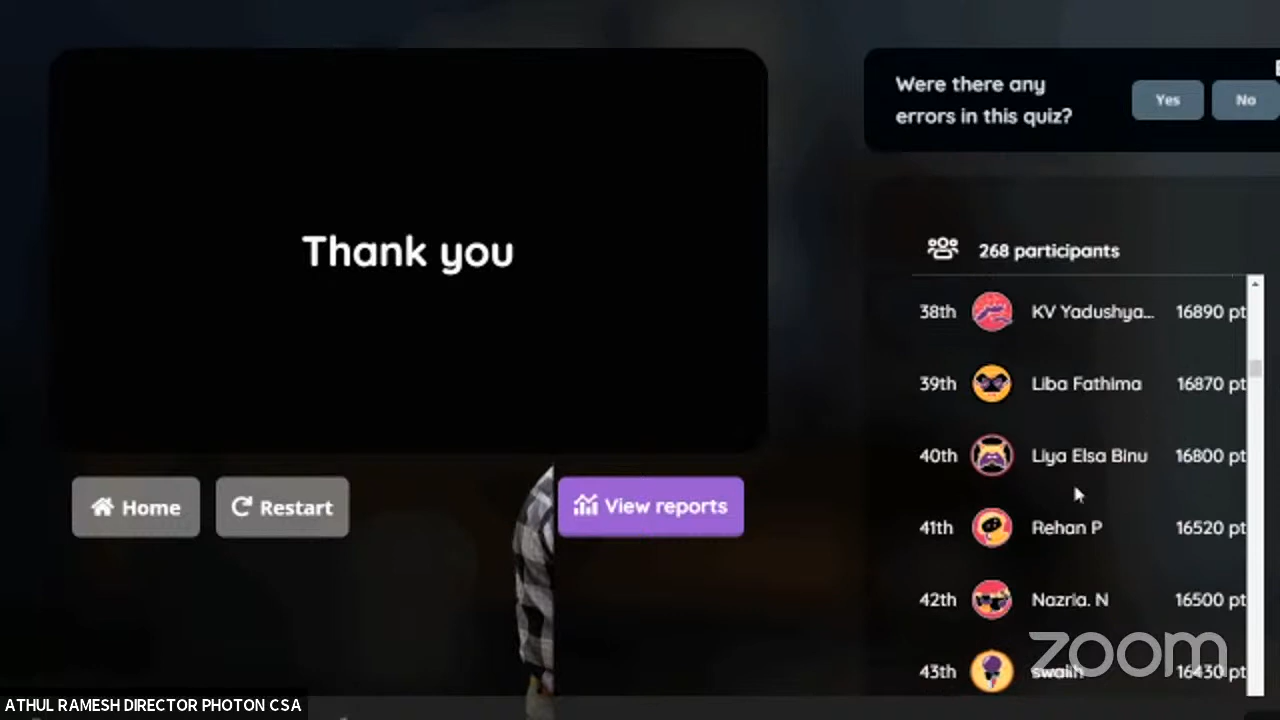 Thank you
Home
Restart
View reports
Were there any
errors in this quiz?
Yes
No
268 participants
38th KV Yadushya... 16890 pt
39th Liba Fathima 16870 pt
40th Liya Elsa Binu 16800 pt
41th Rehan P 16520 pt
42th Nazria. N 16500 pt
43th 16430 pt
zoom
ATHUL RAMESH DIRECTOR PHOTON CSA